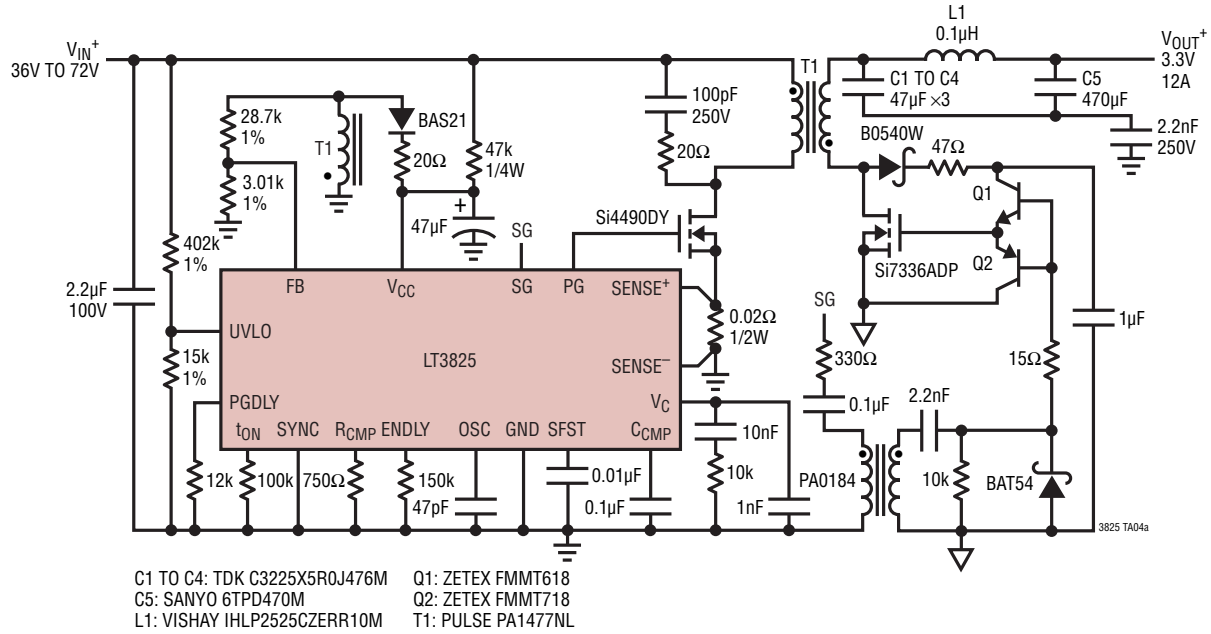 L1
0.1µH
VIN+
36V TO 72V
VOUT+
3.3V
12A
T1
C1 TO C4
47µF ×3
C5
470µF
100pF
250V
2.2nF
250V
28.7k
1%
BAS21
T1
20Ω
47k
1/4W
20Ω
B0540W
47Ω
3.01k
1%
Q1
47µF
+
Si4490DY
SG
402k
1%
Q2
Si7336ADP
FB
VCC
SG
PG
SENSE+
2.2µF
100V
SG
UVLO
0.02Ω
1/2W
1µF
15k
1%
LT3825
330Ω
15Ω
SENSE−
PGDLY
VC
0.1µF
2.2nF
tON
SYNC
RCMP
ENDLY
OSC
GND
SFST
CCMP
10nF
12k
100k
750Ω
150k
47pF
0.01µF
0.1µF
10k
1nF
PA0184
10k
BAT54
3825 TA04a
C1 TO C4: TDK C3225X5R0J476M
C5: SANYO 6TPD470M
L1: VISHAY IHLP2525CZERR10M
Q1: ZETEX FMMT618
Q2: ZETEX FMMT718
T1: PULSE PA1477NL